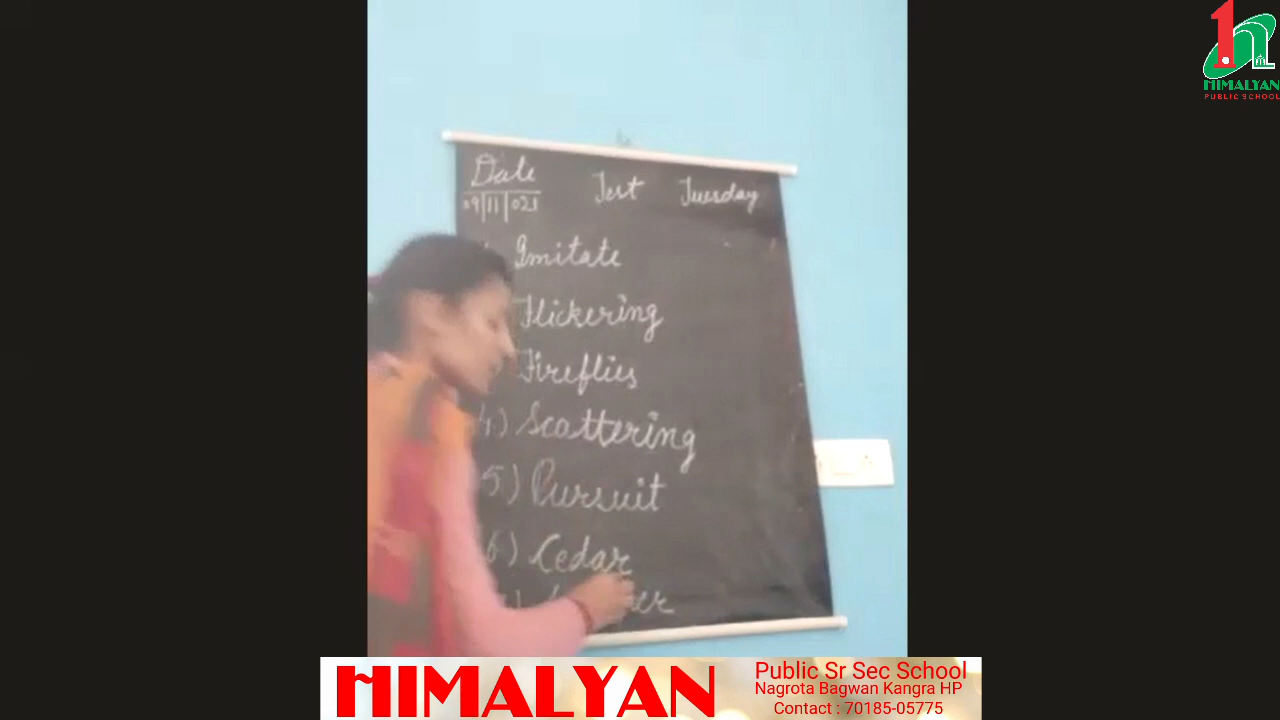 HIMALYAN
PUBLIC SCHOOL
Date Test Tuesday
09|11|021
Imitate
Flickering
Fireflies
4.) Scattering
5.) Pursuit
6.) Cedar
HIMALYAN
Public Sr Sec School
Nagrota Bagwan Kangra HP
Contact : 70185-05775